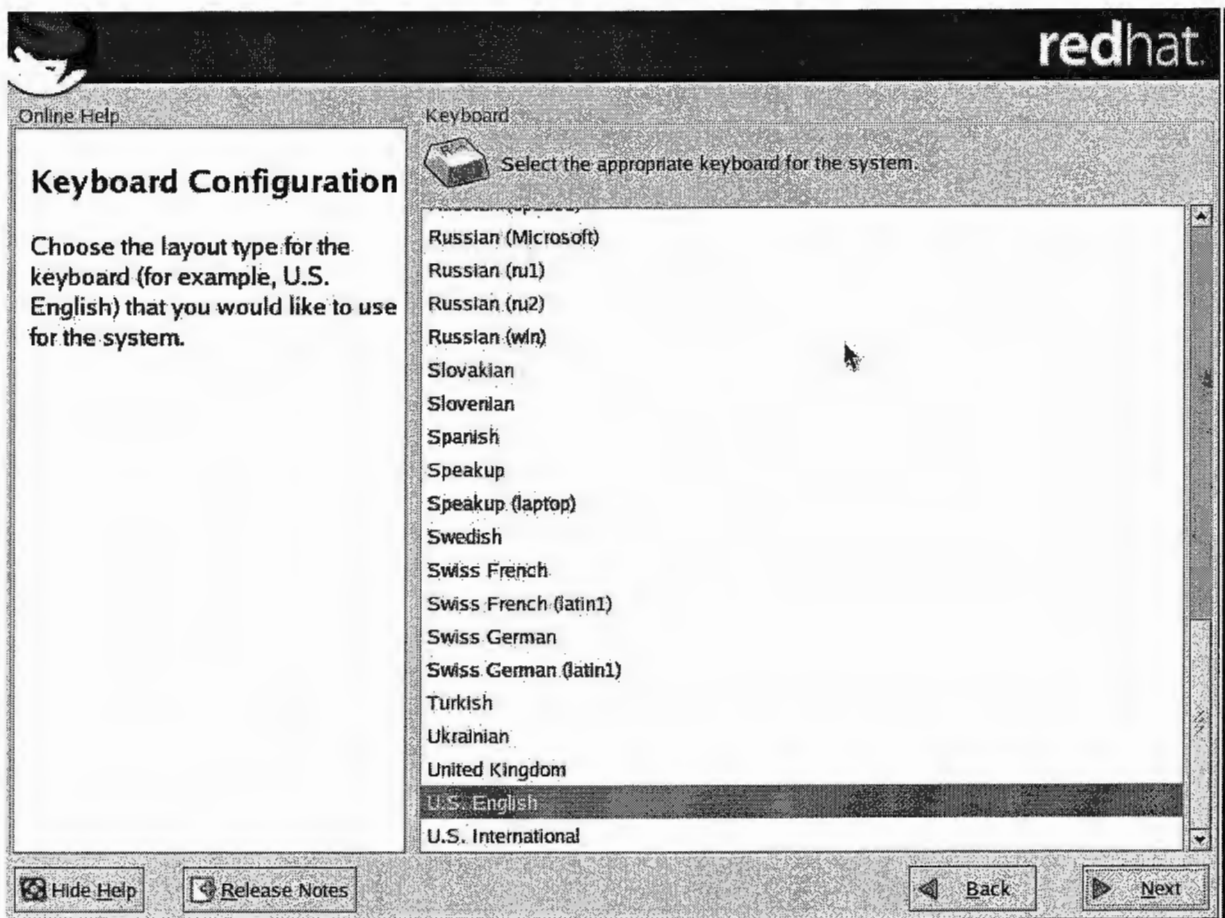 redhat.
Online Help
Keyboard Configuration
Choose the layout type for the
keyboard (for example, U.S.
English) that you would like to use
for the system.
Keyboard
Select the appropriate keyboard for the system.
Russian (Microsoft)
Russian (ru1)
Russian (ru2)
Russian (win)
Slovakian
Slovenian
Spanish
Speakup
Speakup (laptop)
Swedish
Swiss French
Swiss French (latin1)
Swiss German
Swiss German (latin1)
Turkish
Ukrainian
United Kingdom
U.S. English
U.S. International
Hide Help
Release Notes
Back
Next